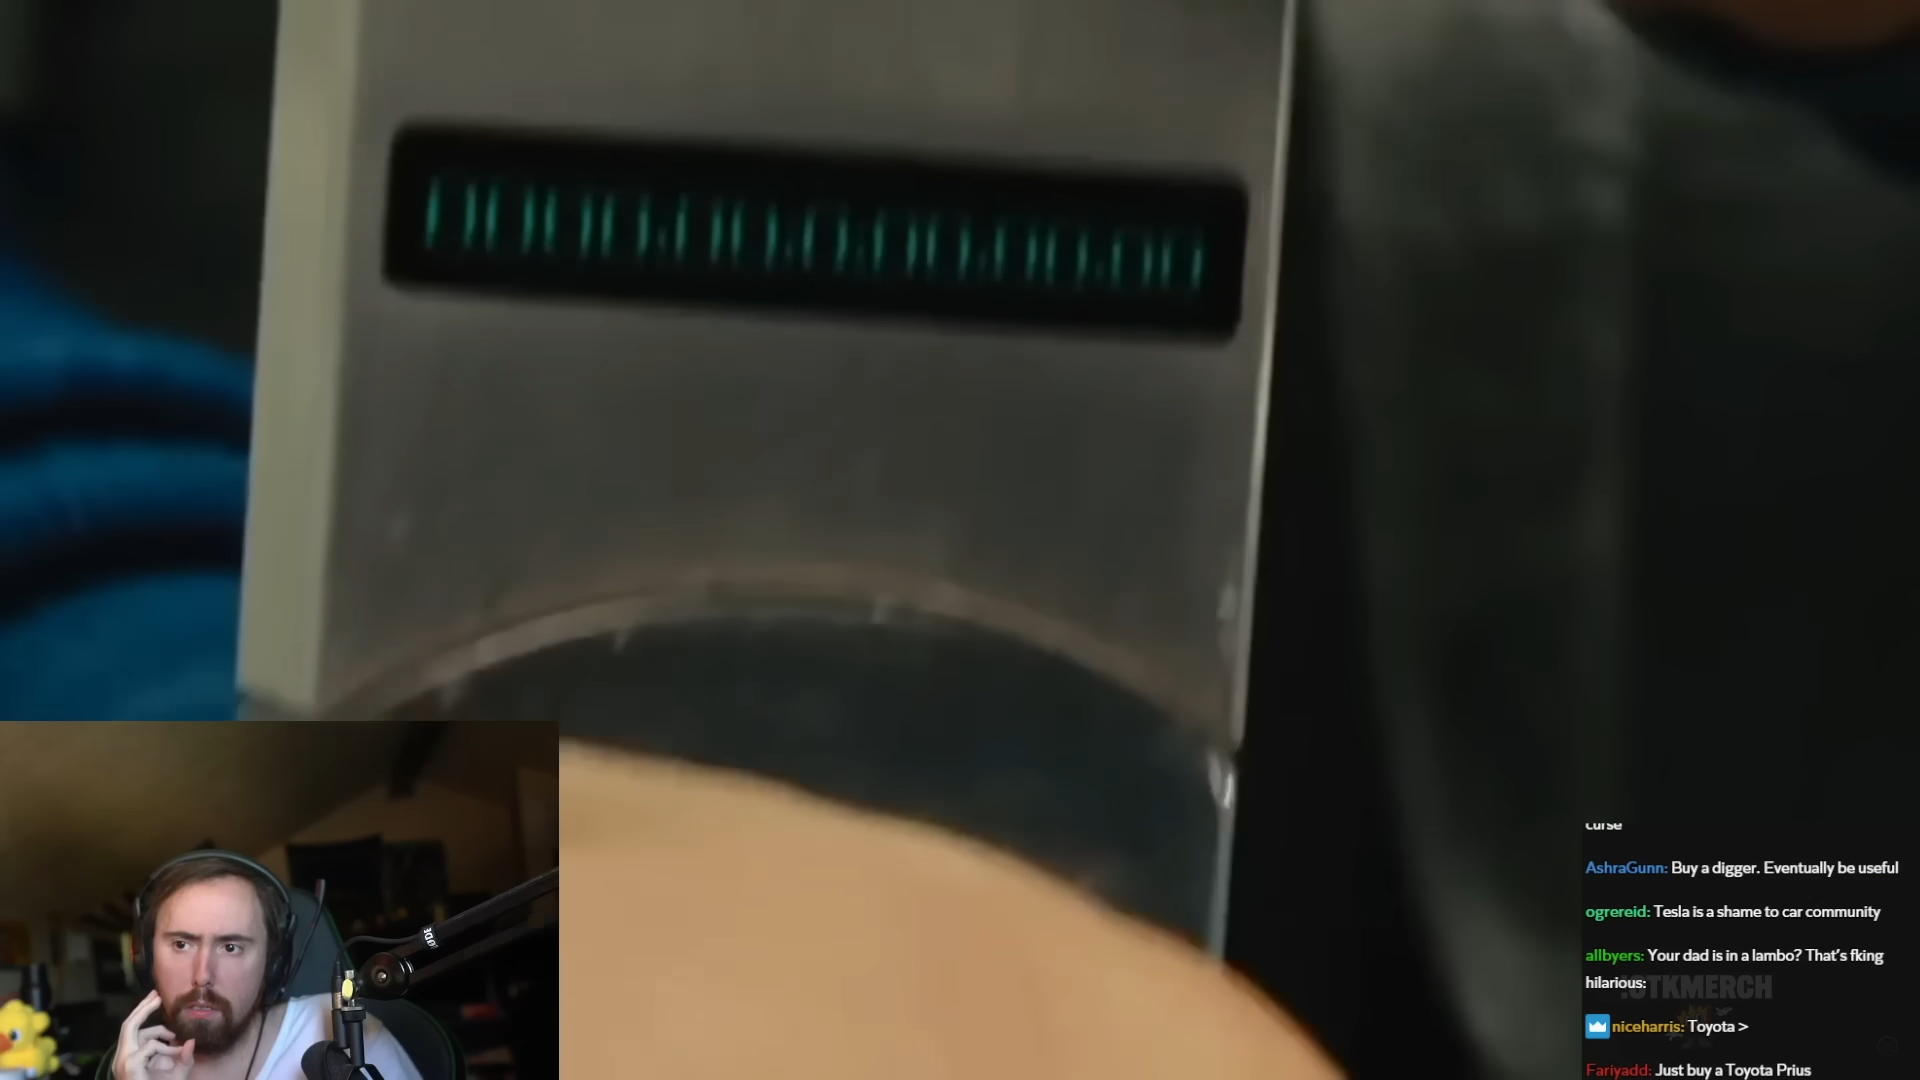 curse
AshraGunn: Buy a digger. Eventually be useful
ogrereid: Tesla is a shame to car community
allbyers: Your dad is in a lambo? That's fking
hilarious:
!OTKMERCH
niceharris: Toyota >
Fariyadd: Just buy a Toyota Prius
RØDE